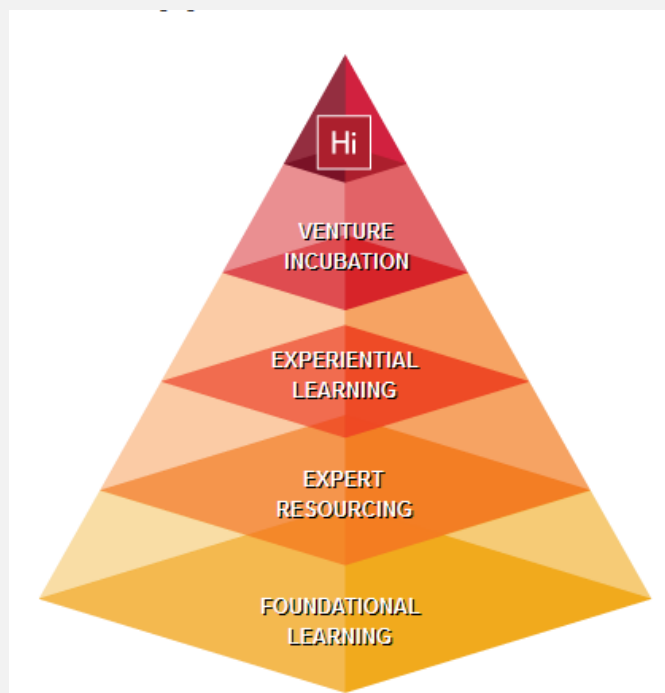 Hi
VENTURE
INCUBATION
EXPERIENTIAL
LEARNING
EXPERT
RESOURCING
FOUNDATIONAL
LEARNING